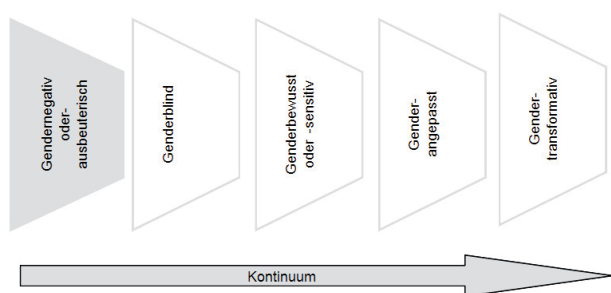 Gendernegativ
oder-
ausbeuterisch
Genderblind
Genderbewusst
oder -sensitiv
Gender-
angepasst
Gender-
transformativ
Kontinuum